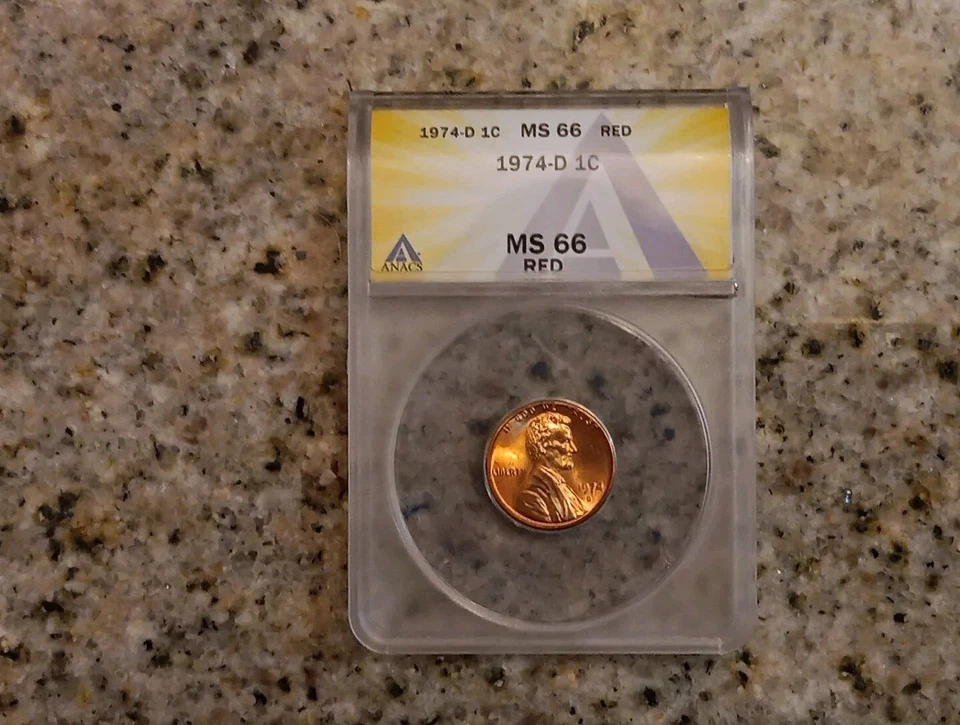 1974-D 1C MS 66 RED
1974-D 1C
MS 66
RED
ANACS
LIBERTY
1974
D